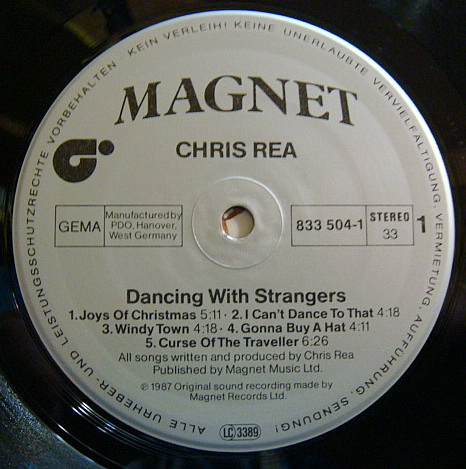 ALLE URHEBER- UND LEISTUNGSSCHUTZRECHTE VORBEHALTEN KEIN VERLEIH! KEINE UNERLAUBTE VERVIELFÄLTIGUNG, VERMIETUNG, AUFFÜHRUNG, SENDUNG!
MAGNET
CHRIS REA
GEMA
Manufactured by
PDO, Hanover,
West Germany
833 504-1
STEREO
33
1
Dancing With Strangers
1.Joys Of Christmas 5:11 · 2.I Can't Dance To That 4:18
3.Windy Town 4:18 · 4.Gonna Buy A Hat 4:11
5.Curse Of The Traveller 6:26
All songs written and produced by Chris Rea
Published by Magnet Music Ltd.
℗ 1987 Original sound recording made by
Magnet Records Ltd.
LC 3389